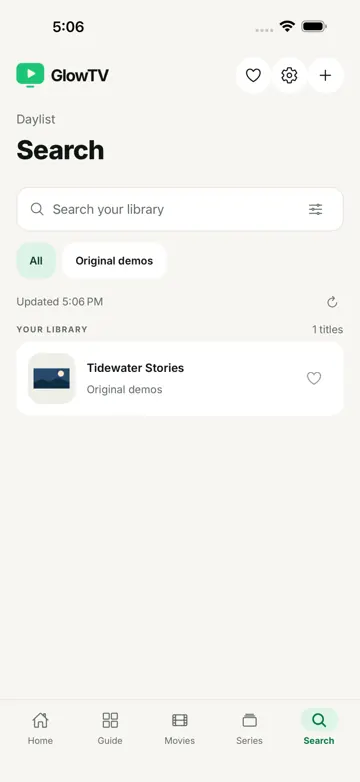 5:06
GlowTV
Daylist
Search
Search your library
All
Original demos
Updated 5:06 PM
YOUR LIBRARY
1 titles
Tidewater Stories
Original demos
Home
Guide
Movies
Series
Search